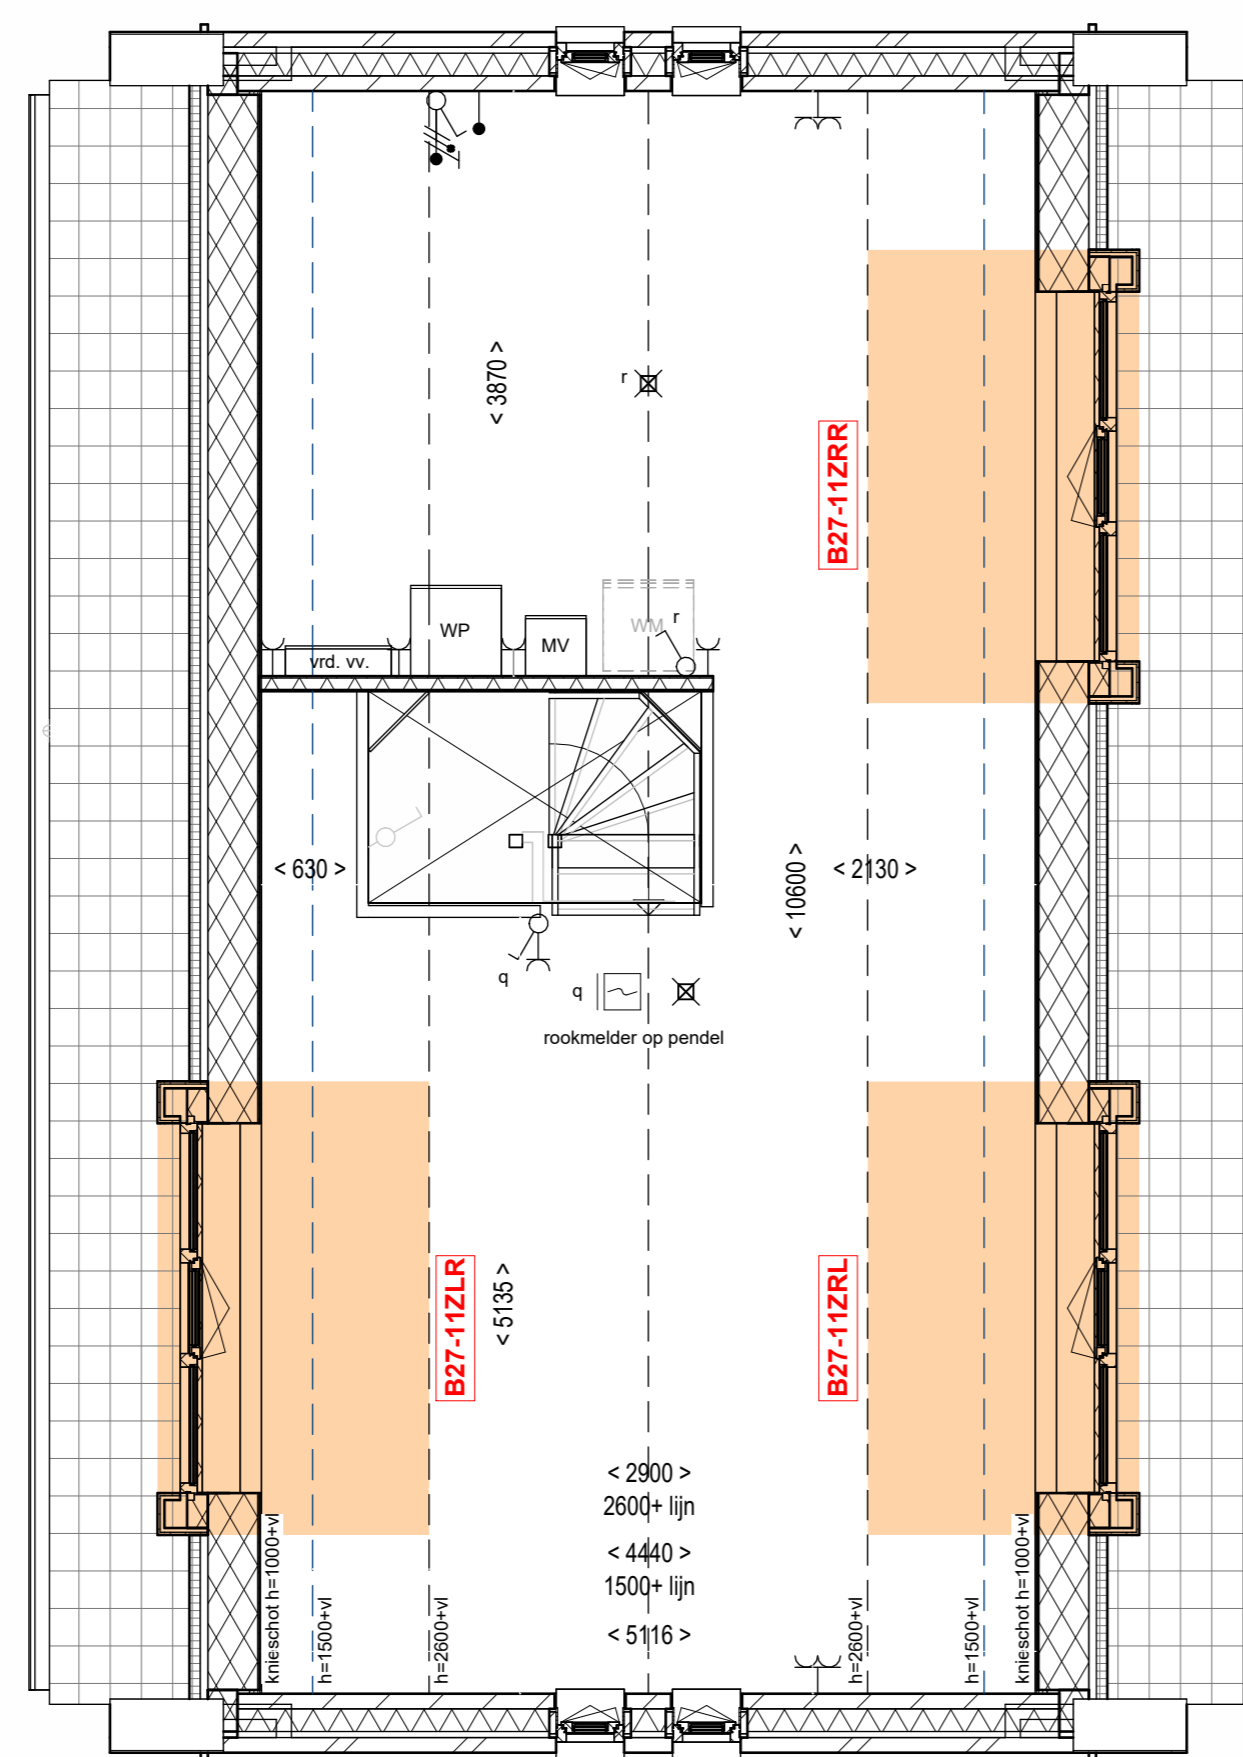 < 3870 >
r
B27-11ZRR
WP
MV
WM
r
vrd. vv.
< 630 >
< 10600 >
< 2130 >
q
q
rookmelder op pendel
B27-11ZLR
< 5135 >
B27-11ZRL
< 2900 >
2600+ lijn
< 4440 >
1500+ lijn
< 5116 >
knieschot h=1000+vl
h=1500+vl
h=2600+vl
h=2600+vl
h=1500+vl
knieschot h=1000+vl